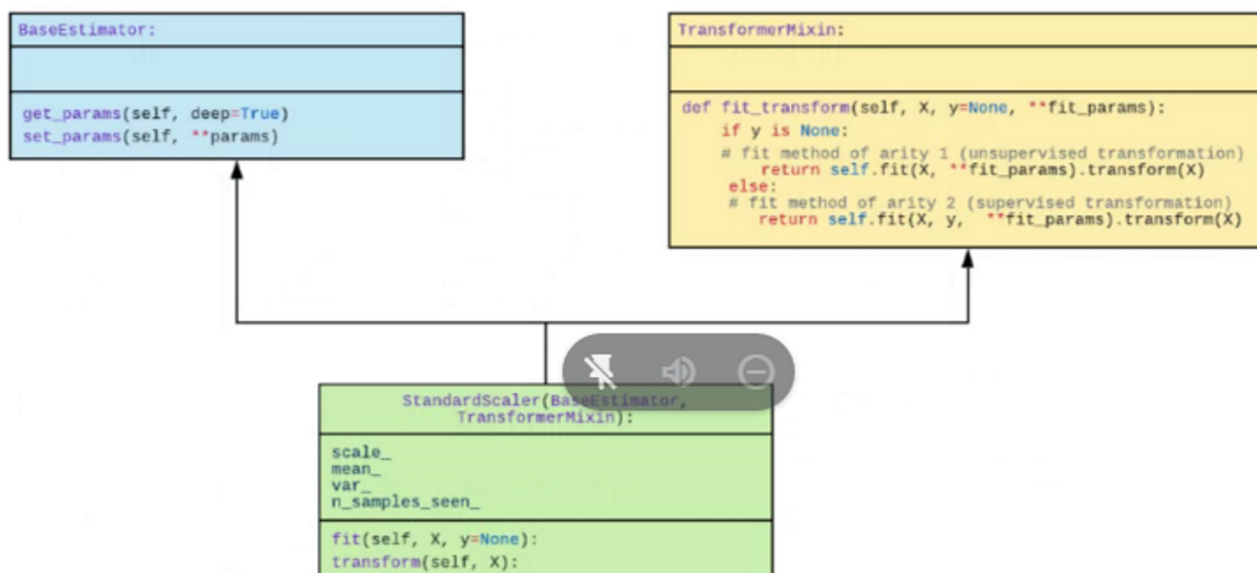 BaseEstimator:
get_params(self, deep=True)
set_params(self, **params)
TransformerMixin:
def fit_transform(self, X, y=None, **fit_params):
if y is None:
# fit method of arity 1 (unsupervised transformation)
return self.fit(X, **fit_params).transform(X)
else:
# fit method of arity 2 (supervised transformation)
return self.fit(X, y, **fit_params).transform(X)
StandardScaler(BaseEstimator,
TransformerMixin):
scale_
mean_
var_
n_samples_seen_
fit(self, X, y=None):
transform(self, X):